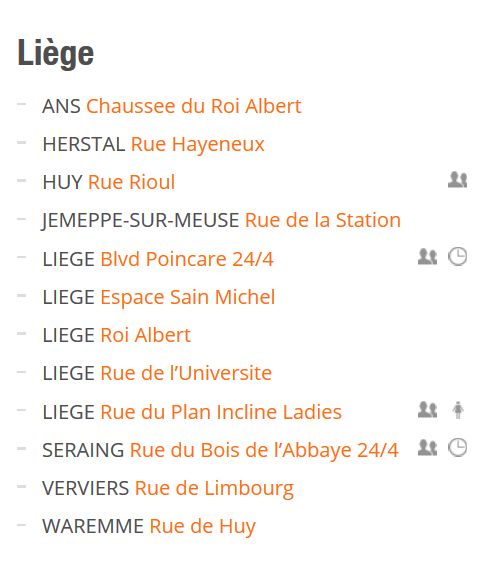 Liège
ANS Chaussee du Roi Albert
HERSTAL Rue Hayeneux
HUY Rue Rioul
JEMEPPE-SUR-MEUSE Rue de la Station
LIEGE Blvd Poincare 24/4
LIEGE Espace Sain Michel
LIEGE Roi Albert
LIEGE Rue de l’Universite
LIEGE Rue du Plan Incline Ladies
SERAING Rue du Bois de l’Abbaye 24/4
VERVIERS Rue de Limbourg
WAREMME Rue de Huy